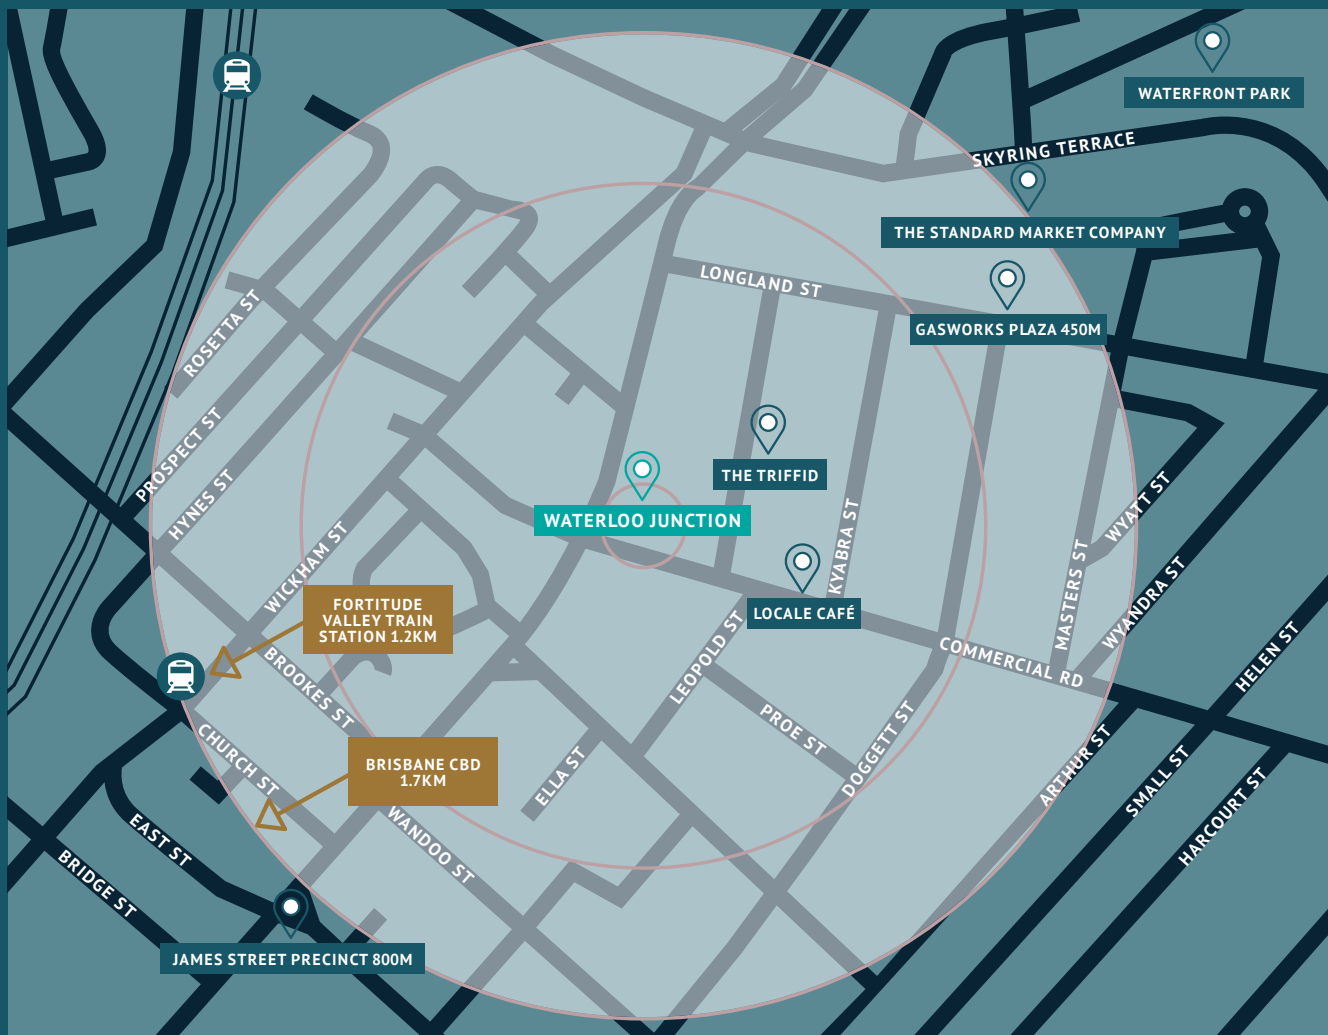 WATERFRONT PARK
SKYRING TERRACE
THE STANDARD MARKET COMPANY
LONGLAND ST
GASWORKS PLAZA 450M
ROSETTA ST
PROSPECT ST
HYNES ST
THE TRIFFID
WATERLOO JUNCTION
WICKHAM ST
KYABRA ST
WYATT ST
MASTERS ST
WYANDRA ST
FORTITUDE
VALLEY TRAIN
STATION 1.2KM
LOCALE CAFÉ
LEOPOLD ST
COMMERCIAL RD
HELEN ST
BROOKES ST
PROE ST
DOGGETT ST
CHURCH ST
BRISBANE CBD
1.7KM
ELLA ST
ARTHUR ST
SMALL ST
HARCOURT ST
WANDOO ST
EAST ST
BRIDGE ST
JAMES STREET PRECINCT 800M